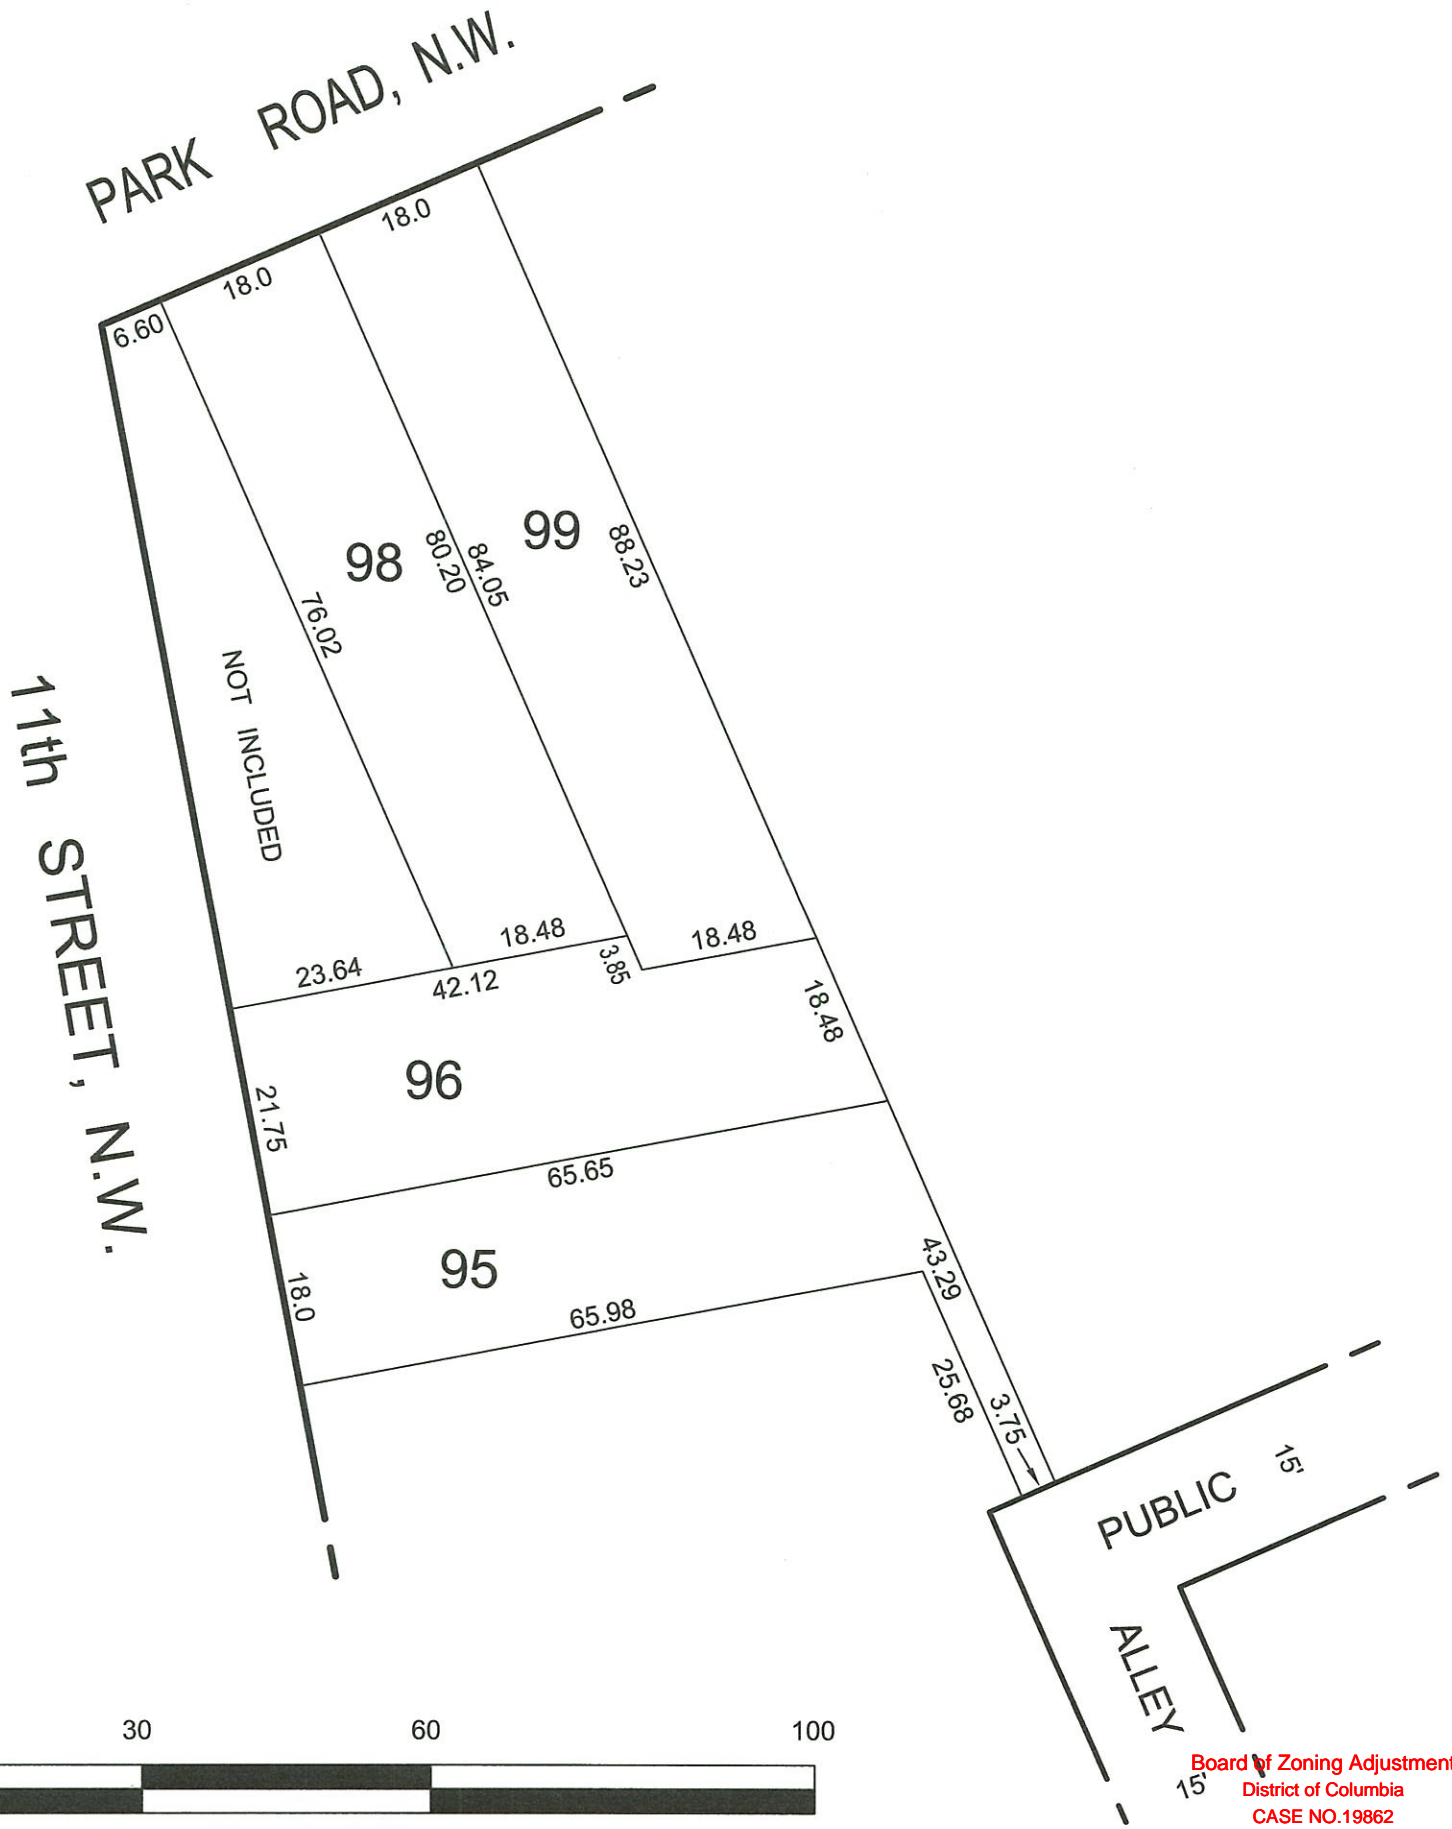 PARK ROAD, N.W.
18.0
18.0
6.60
98
99
80.20
84.05
88.23
76.02
NOT INCLUDED
11th STREET, N.W.
18.48
18.48
3.85
23.64
42.12
18.48
96
21.75
65.65
95
43.29
18.0
65.98
25.68
3.75
PUBLIC 15'
ALLEY
15'
30 60 100
Board of Zoning Adjustment
District of Columbia
CASE NO.19862